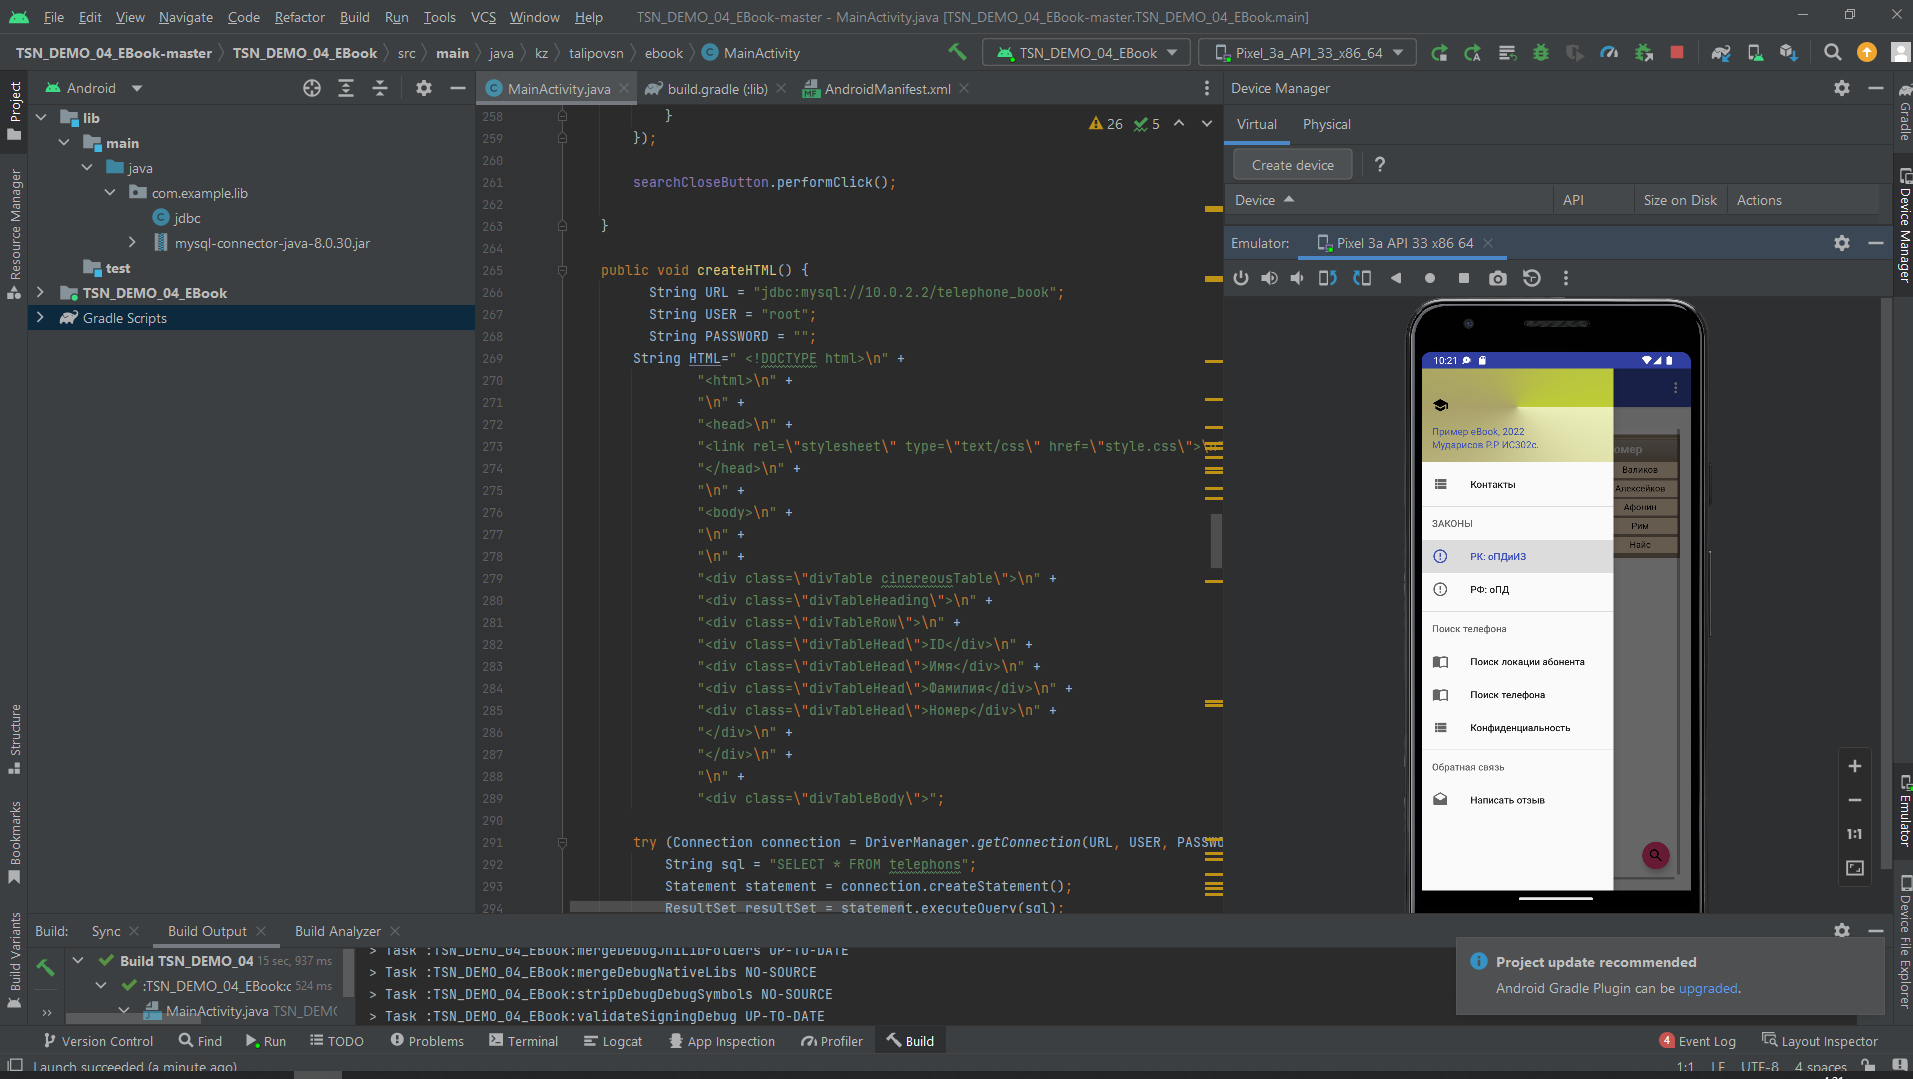 File Edit View Navigate Code Refactor Build Run Tools VCS Window Help TSN_DEMO_04_EBook-master - MainActivity.java [TSN_DEMO_04_EBook-master.TSN_DEMO_04_EBook.main]
TSN_DEMO_04_EBook-master TSN_DEMO_04_EBook src main java kz talipovsn ebook MainActivity TSN_DEMO_04_EBook Pixel_3a_API_33_x86_64
Project
Resource Manager
Structure
Bookmarks
Build Variants
Android
lib
main
java
com.example.lib
jdbc
mysql-connector-java-8.0.30.jar
test
TSN_DEMO_04_EBook
Gradle Scripts
MainActivity.java build.gradle (:lib) AndroidManifest.xml
26 5
258 }
259 });
260
261 searchCloseButton.performClick();
262
263 }
264
265 public void createHTML() {
266 String URL = "jdbc:mysql://10.0.2.2/telephone_book";
267 String USER = "root";
268 String PASSWORD = "";
269 String HTML=" <!DOCTYPE html>\n" +
270 "<html>\n" +
271 "\n" +
272 "<head>\n" +
273 "<link rel=\"stylesheet\" type=\"text/css\" href=\"style.css\">\n"
274 "</head>\n" +
275 "\n" +
276 "<body>\n" +
277 "\n" +
278 "\n" +
279 "<div class=\"divTable cinereousTable\">\n" +
280 "<div class=\"divTableHeading\">\n" +
281 "<div class=\"divTableRow\">\n" +
282 "<div class=\"divTableHead\">ID</div>\n" +
283 "<div class=\"divTableHead\">Имя</div>\n" +
284 "<div class=\"divTableHead\">Фамилия</div>\n" +
285 "<div class=\"divTableHead\">Номер</div>\n" +
286 "</div>\n" +
287 "</div>\n" +
288 "\n" +
289 "<div class=\"divTableBody\">";
290
291 try (Connection connection = DriverManager.getConnection(URL, USER, PASSWO
292 String sql = "SELECT * FROM telephons";
293 Statement statement = connection.createStatement();
294 ResultSet resultSet = statement.executeQuery(sql);
Device Manager
Virtual Physical
Create device ?
Device API Size on Disk Actions
Emulator: Pixel 3a API 33 x86 64
10:21
Пример eBook, 2022
Мударисов Р.Р ИС302с.
Контакты
ЗАКОНЫ
РК: оПДиИЗ
РФ: оПД
Поиск телефона
Поиск локации абонента
Поиск телефона
Конфиденциальность
Обратная связь
Написать отзыв
омер
Валиков
Алексейков
Афонин
Рим
Найс
1:1
Gradle
Device Manager
Emulator
Device File Explorer
Build: Sync Build Output Build Analyzer
Build TSN_DEMO_04 15 sec, 937 ms
:TSN_DEMO_04_EBook:c 524 ms
MainActivity.java TSN_DEMO
> Task :TSN_DEMO_04_EBook:mergeDebugJniLibFolders UP-TO-DATE
> Task :TSN_DEMO_04_EBook:mergeDebugNativeLibs NO-SOURCE
> Task :TSN_DEMO_04_EBook:stripDebugDebugSymbols NO-SOURCE
> Task :TSN_DEMO_04_EBook:validateSigningDebug UP-TO-DATE
Project update recommended
Android Gradle Plugin can be upgraded.
Version Control Find Run TODO Problems Terminal Logcat App Inspection Profiler Build 4 Event Log Layout Inspector
Launch succeeded (a minute ago) 1:1 LF UTF-8 4 spaces